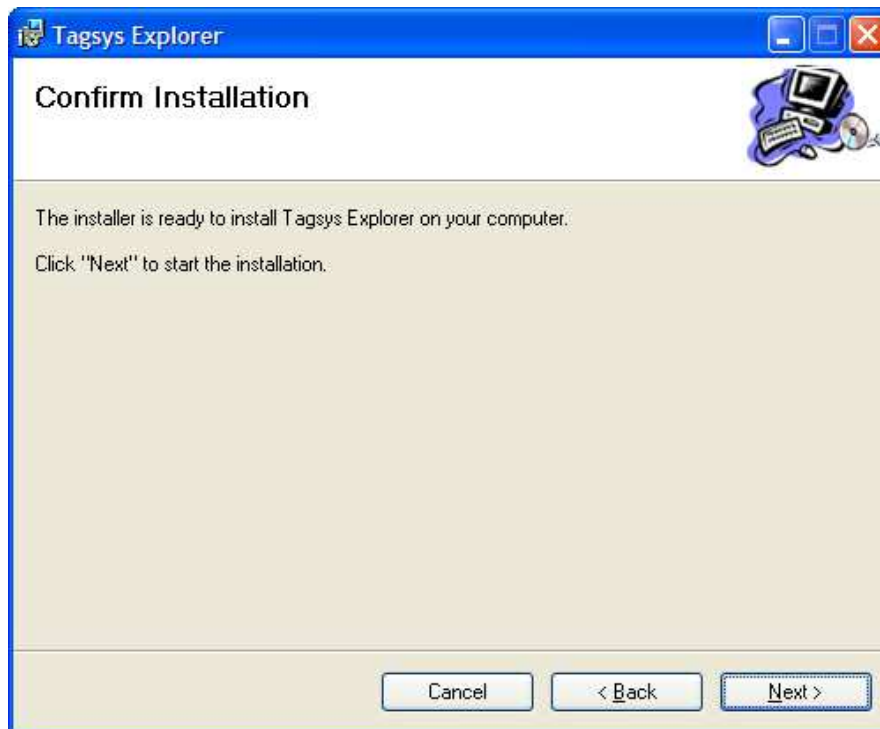 Tagsys Explorer
Confirm Installation
The installer is ready to install Tagsys Explorer on your computer.
Click "Next" to start the installation.
Cancel
< Back
Next >